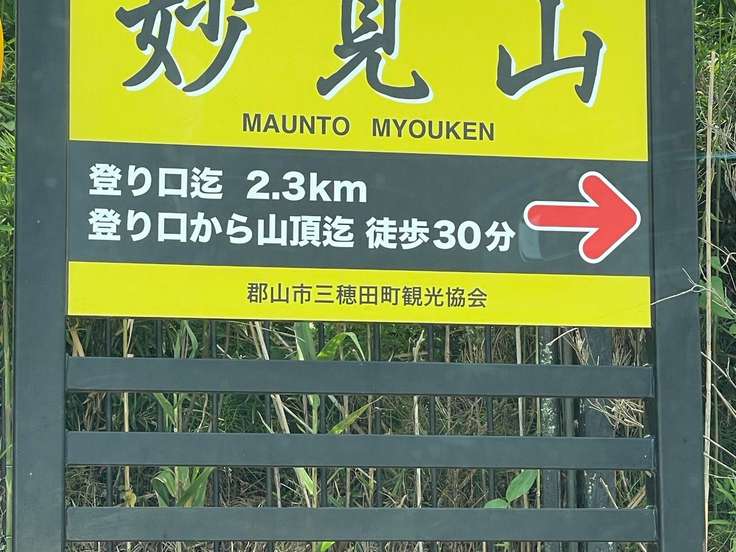 妙見山
MAUNTO MYOUKEN
登り口迄 2.3km
登り口から山頂迄 徒歩30分
郡山市三穂田町観光協会